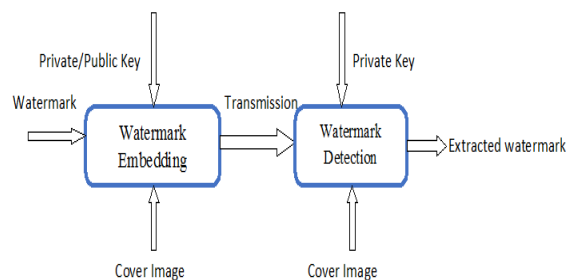 Private/Public Key
Private Key
Watermark
Transmission
Watermark
Embedding
Watermark
Detection
Extracted watermark
Cover Image
Cover Image